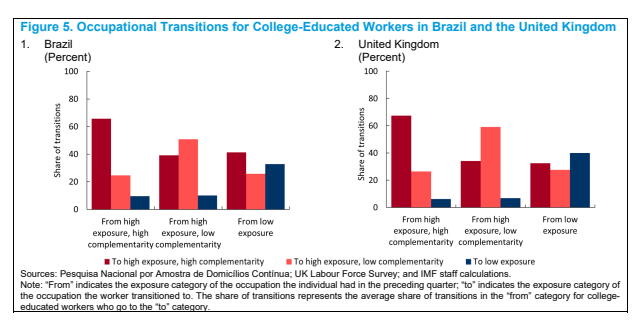 Figure 5. Occupational Transitions for College-Educated Workers in Brazil and the United Kingdom
1. Brazil
(Percent)
100
80
60
40
20
0
Share of transitions
From high exposure, high complementarity
From high exposure, low complementarity
From low exposure
2. United Kingdom
(Percent)
100
80
60
40
20
0
Share of transitions
From high exposure, high complementarity
From high exposure, low complementarity
From low exposure
To high exposure, high complementarity
To high exposure, low complementarity
To low exposure
Sources: Pesquisa Nacional por Amostra de Domicílios Contínua; UK Labour Force Survey; and IMF staff calculations.
Note: “From” indicates the exposure category of the occupation the individual had in the preceding quarter; “to” indicates the exposure category of
the occupation the worker transitioned to. The share of transitions represents the average share of transitions in the “from” category for college-
educated workers who go to the “to” category.